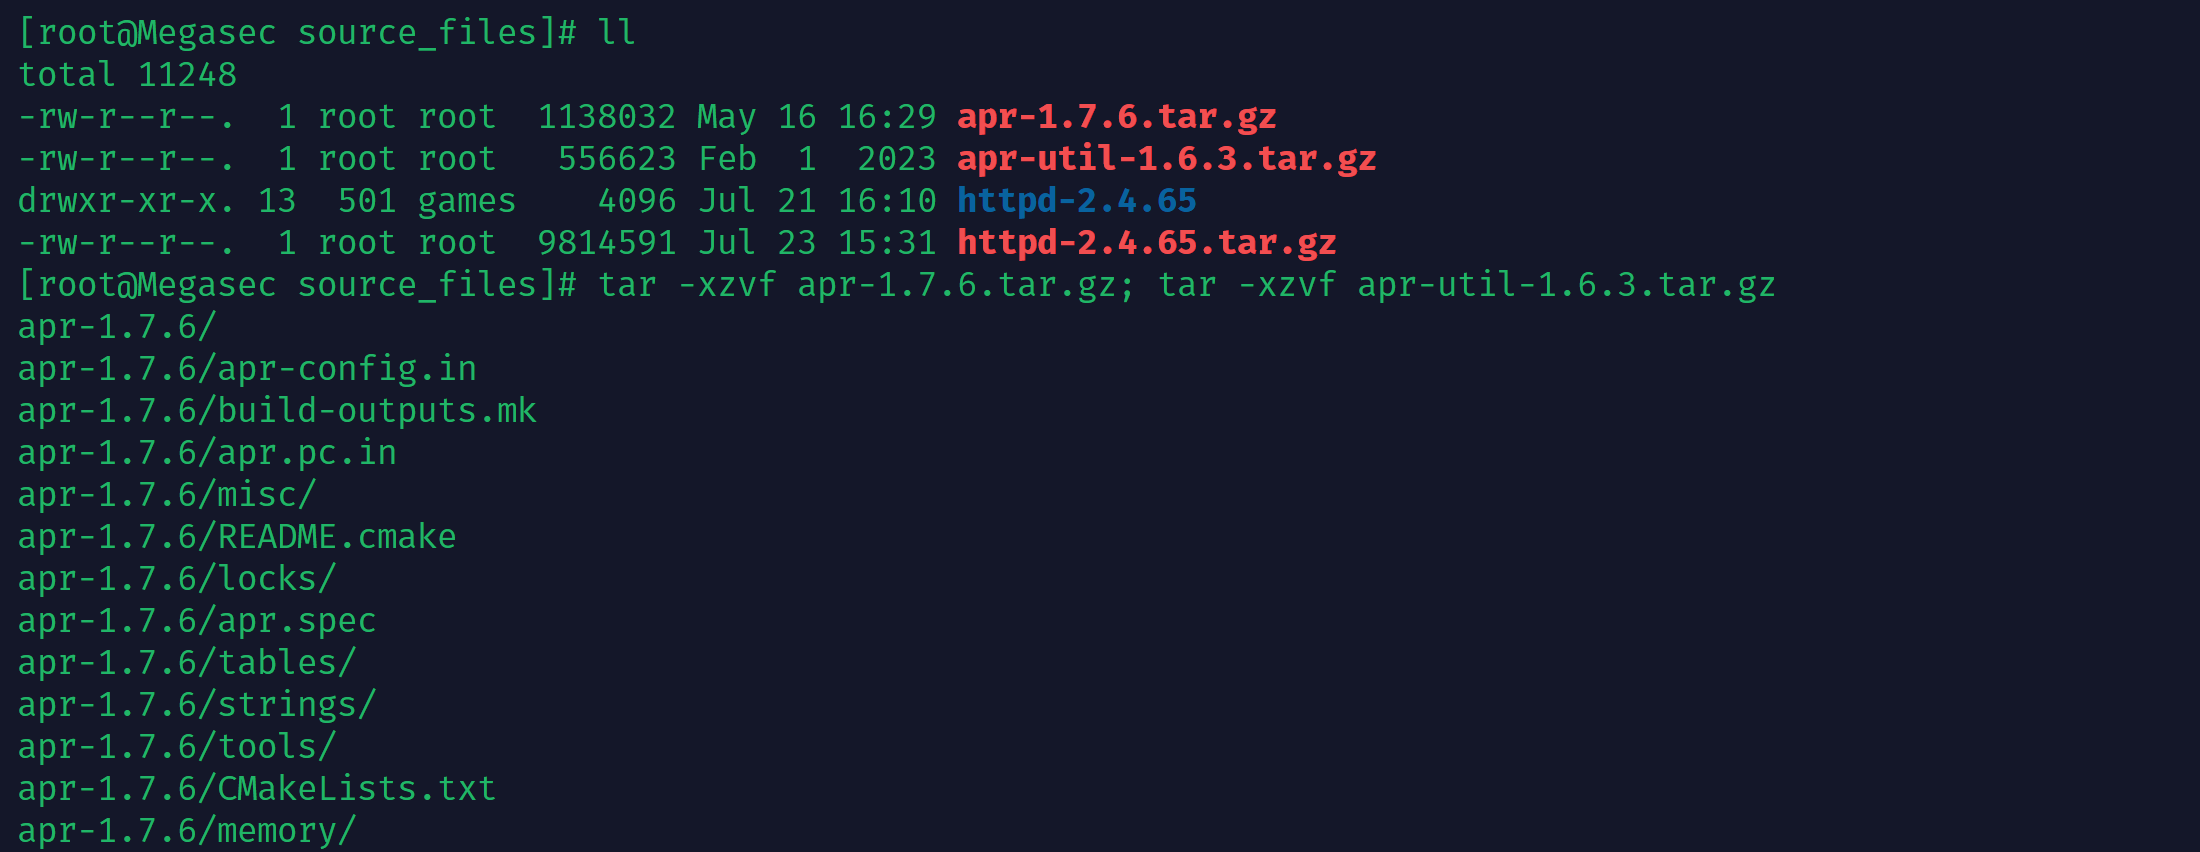 [root@Megasec source_files]# ll
total 11248
-rw-r--r--.  1 root root  1138032 May 16 16:29 apr-1.7.6.tar.gz
-rw-r--r--.  1 root root   556623 Feb  1  2023 apr-util-1.6.3.tar.gz
drwxr-xr-x. 13  501 games    4096 Jul 21 16:10 httpd-2.4.65
-rw-r--r--.  1 root root  9814591 Jul 23 15:31 httpd-2.4.65.tar.gz
[root@Megasec source_files]# tar -xzvf apr-1.7.6.tar.gz; tar -xzvf apr-util-1.6.3.tar.gz
apr-1.7.6/
apr-1.7.6/apr-config.in
apr-1.7.6/build-outputs.mk
apr-1.7.6/apr.pc.in
apr-1.7.6/misc/
apr-1.7.6/README.cmake
apr-1.7.6/locks/
apr-1.7.6/apr.spec
apr-1.7.6/tables/
apr-1.7.6/strings/
apr-1.7.6/tools/
apr-1.7.6/CMakeLists.txt
apr-1.7.6/memory/